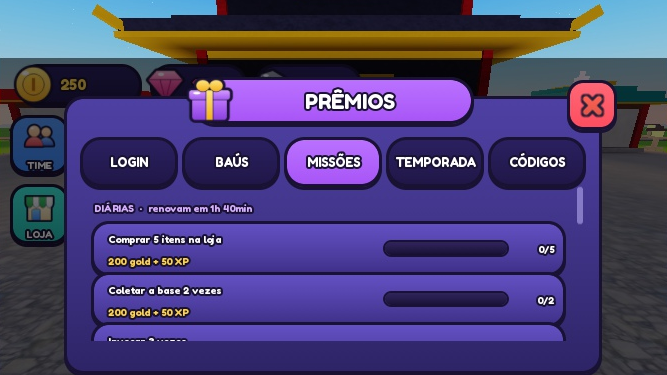 250
PRÊMIOS
TIME
LOJA
LOGIN
BAÚS
MISSÕES
TEMPORADA
CÓDIGOS
DIÁRIAS · renovam em 1h 40min
Comprar 5 itens na loja
0/5
200 gold + 50 XP
Coletar a base 2 vezes
0/2
200 gold + 50 XP